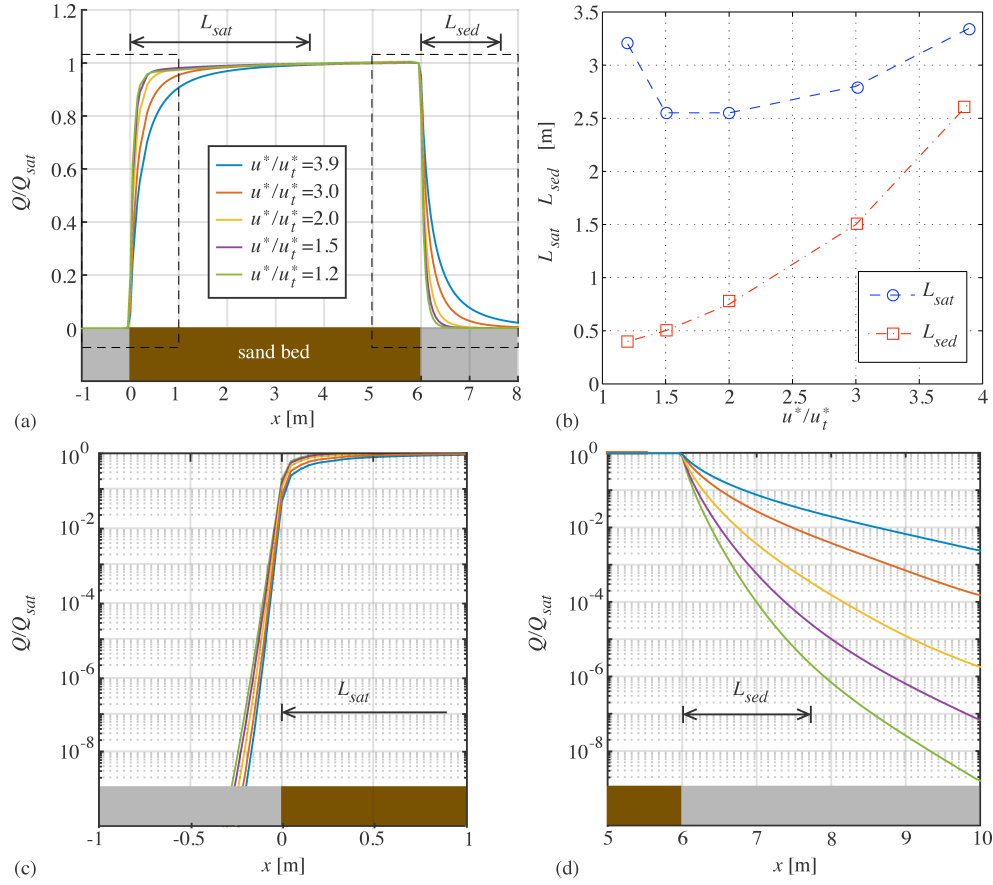 1.2
1.0
0.8
0.6
0.4
0.2
0
Q/Q_sat
L_sat
L_sed
u*/u*_t=3.9
u*/u*_t=3.0
u*/u*_t=2.0
u*/u*_t=1.5
u*/u*_t=1.2
sand bed
-1 0 1 2 3 4 5 6 7 8
x [m]
(a)
3.5
3
2.5
2
1.5
1
0.5
0
L_sat L_sed [m]
L_sat
L_sed
1 1.5 2 2.5 3 3.5 4
u*/u*_t
(b)
10^0
10^-2
10^-4
10^-6
10^-8
Q/Q_sat
L_sat
-1 -0.5 0 0.5 1
x [m]
(c)
10^0
10^-2
10^-4
10^-6
10^-8
Q/Q_sat
L_sed
5 6 7 8 9 10
x [m]
(d)